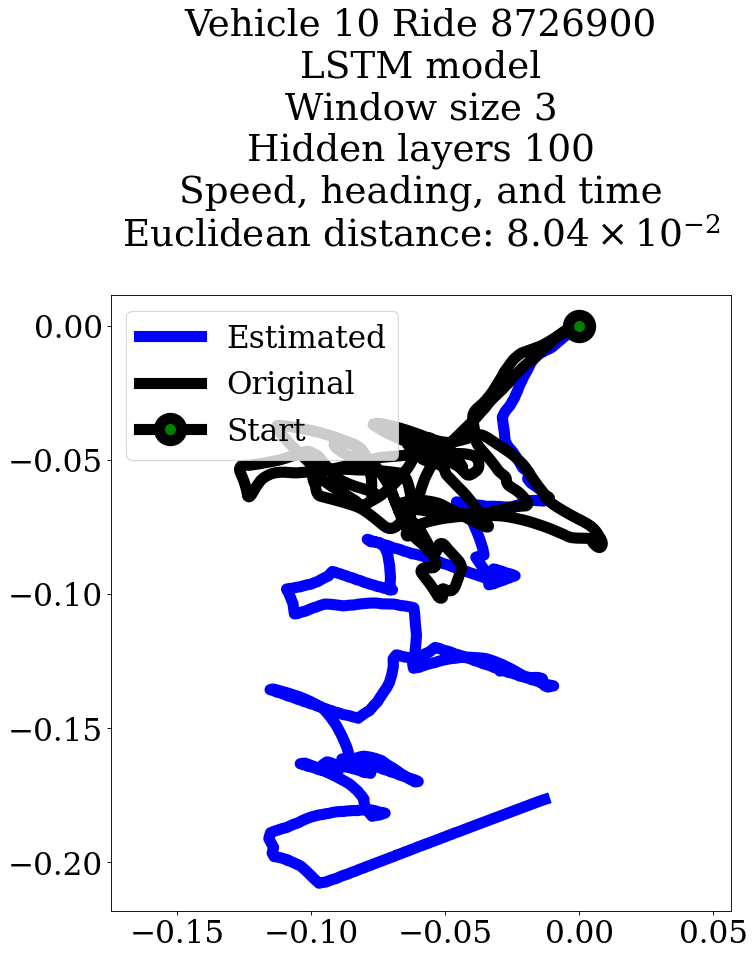 Vehicle 10 Ride 8726900
LSTM model
Window size 3
Hidden layers 100
Speed, heading, and time
Euclidean distance: 8.04 × 10⁻²
Estimated
Original
Start
0.00
−0.05
−0.10
−0.15
−0.20
−0.15 −0.10 −0.05 0.00 0.05